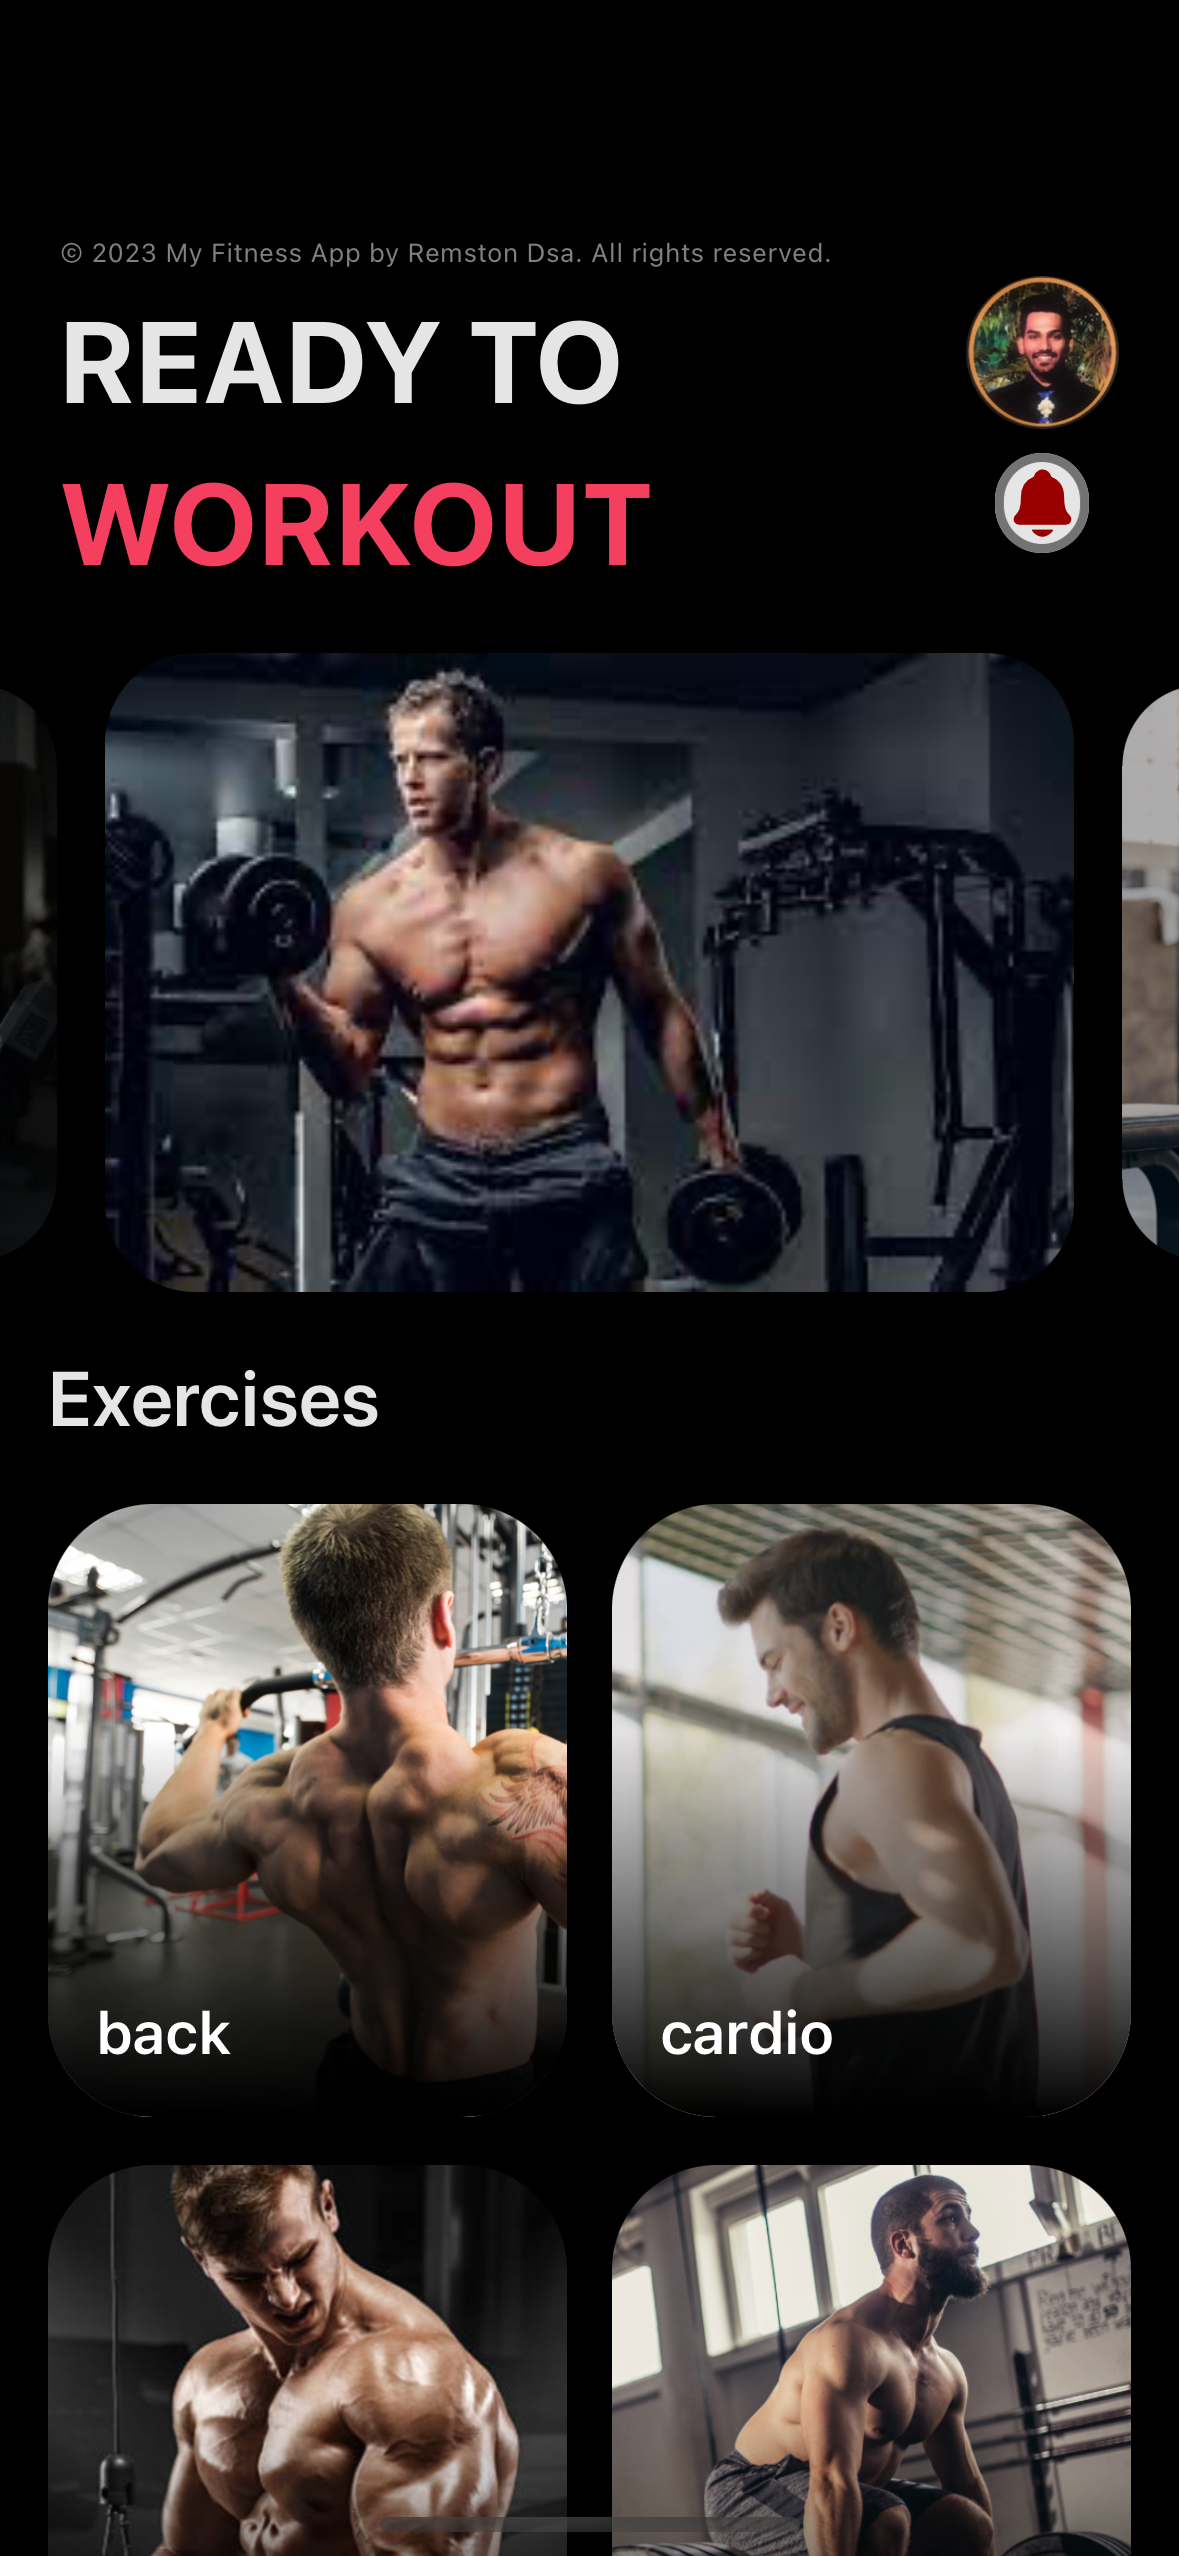 © 2023 My Fitness App by Remston Dsa. All rights reserved.
READY TO
WORKOUT
Exercises
back
cardio